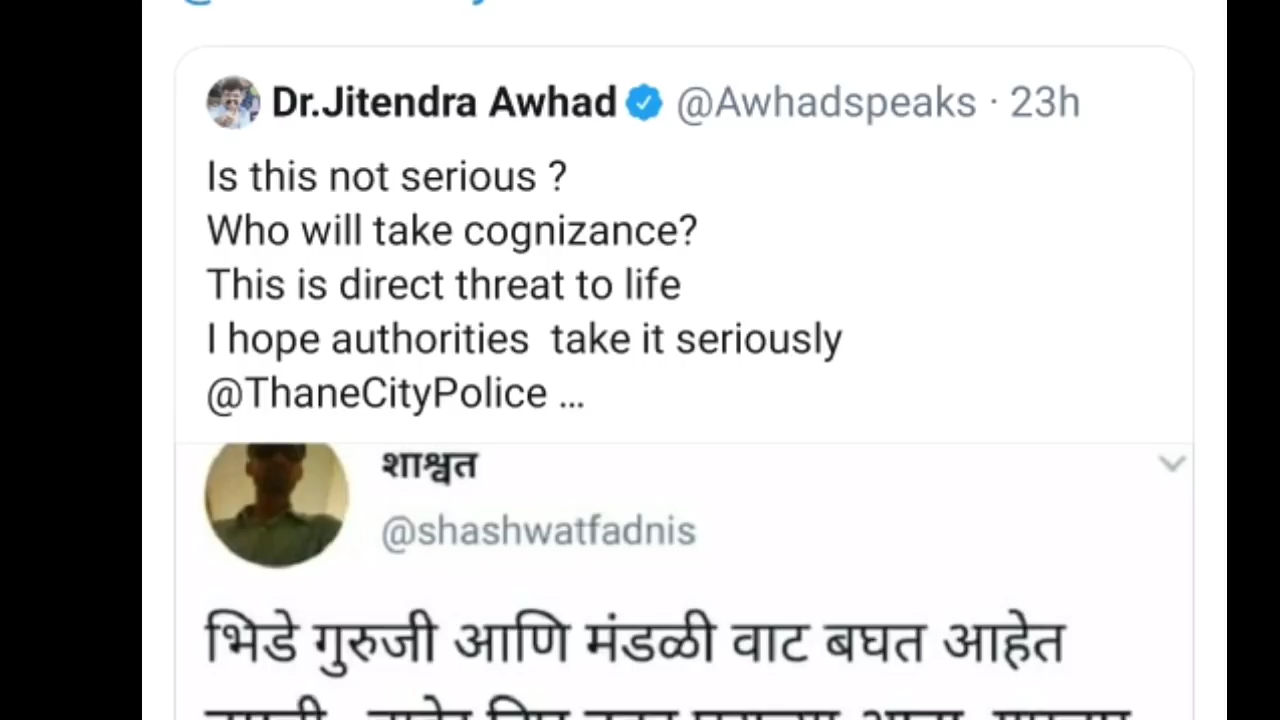 Dr.Jitendra Awhad @Awhadspeaks · 23h
Is this not serious ?
Who will take cognizance?
This is direct threat to life
I hope authorities take it seriously
@ThaneCityPolice ...
शाश्वत
@shashwatfadnis
भिडे गुरुजी आणि मंडळी वाट बघत आहेत